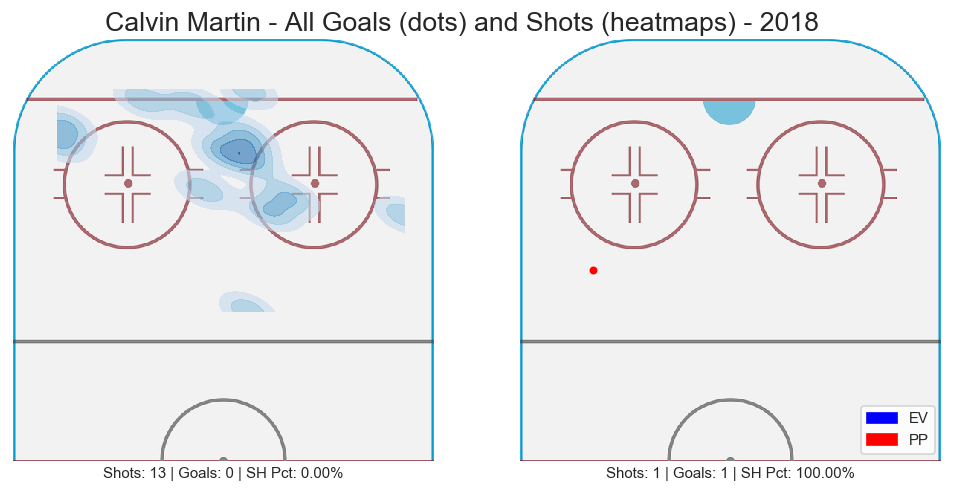 Calvin Martin - All Goals (dots) and Shots (heatmaps) - 2018
EV
PP
Shots: 13 | Goals: 0 | SH Pct: 0.00%
Shots: 1 | Goals: 1 | SH Pct: 100.00%